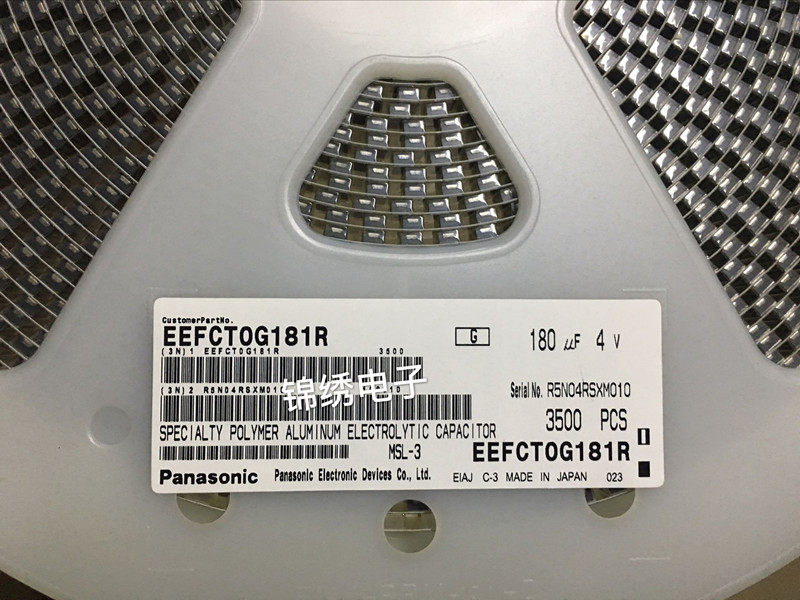 CustomerPartNo.
EEFCT0G181R
G
180 µF 4 V
(3N)1 EEFCT0G181R 3500
(3N)2 R5N04RSXM010
Serial No. R5N04RSXM010
锦绣电子
3500 PCS
SPECIALTY POLYMER ALUMINUM ELECTROLYTIC CAPACITOR
MSL-3
EEFCT0G181R
Panasonic Panasonic Electronic Devices Co., Ltd.
EIAJ C-3 MADE IN JAPAN 023